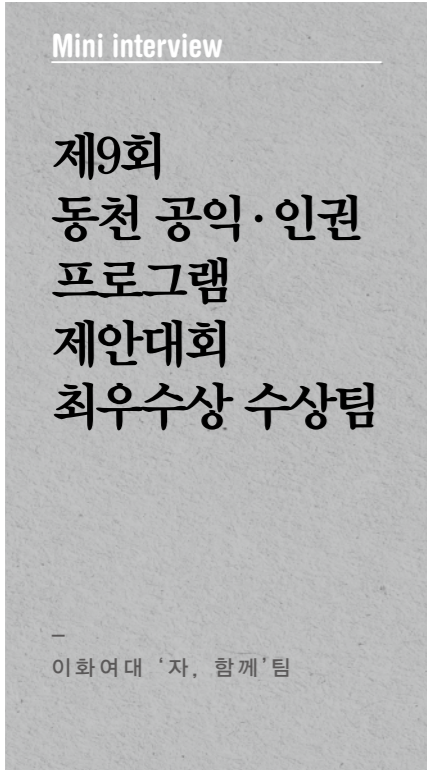 Mini interview
제9회
동천 공익·인권
프로그램
제안대회
최우수상 수상팀
–
이화여대 ‘자, 함께’팀